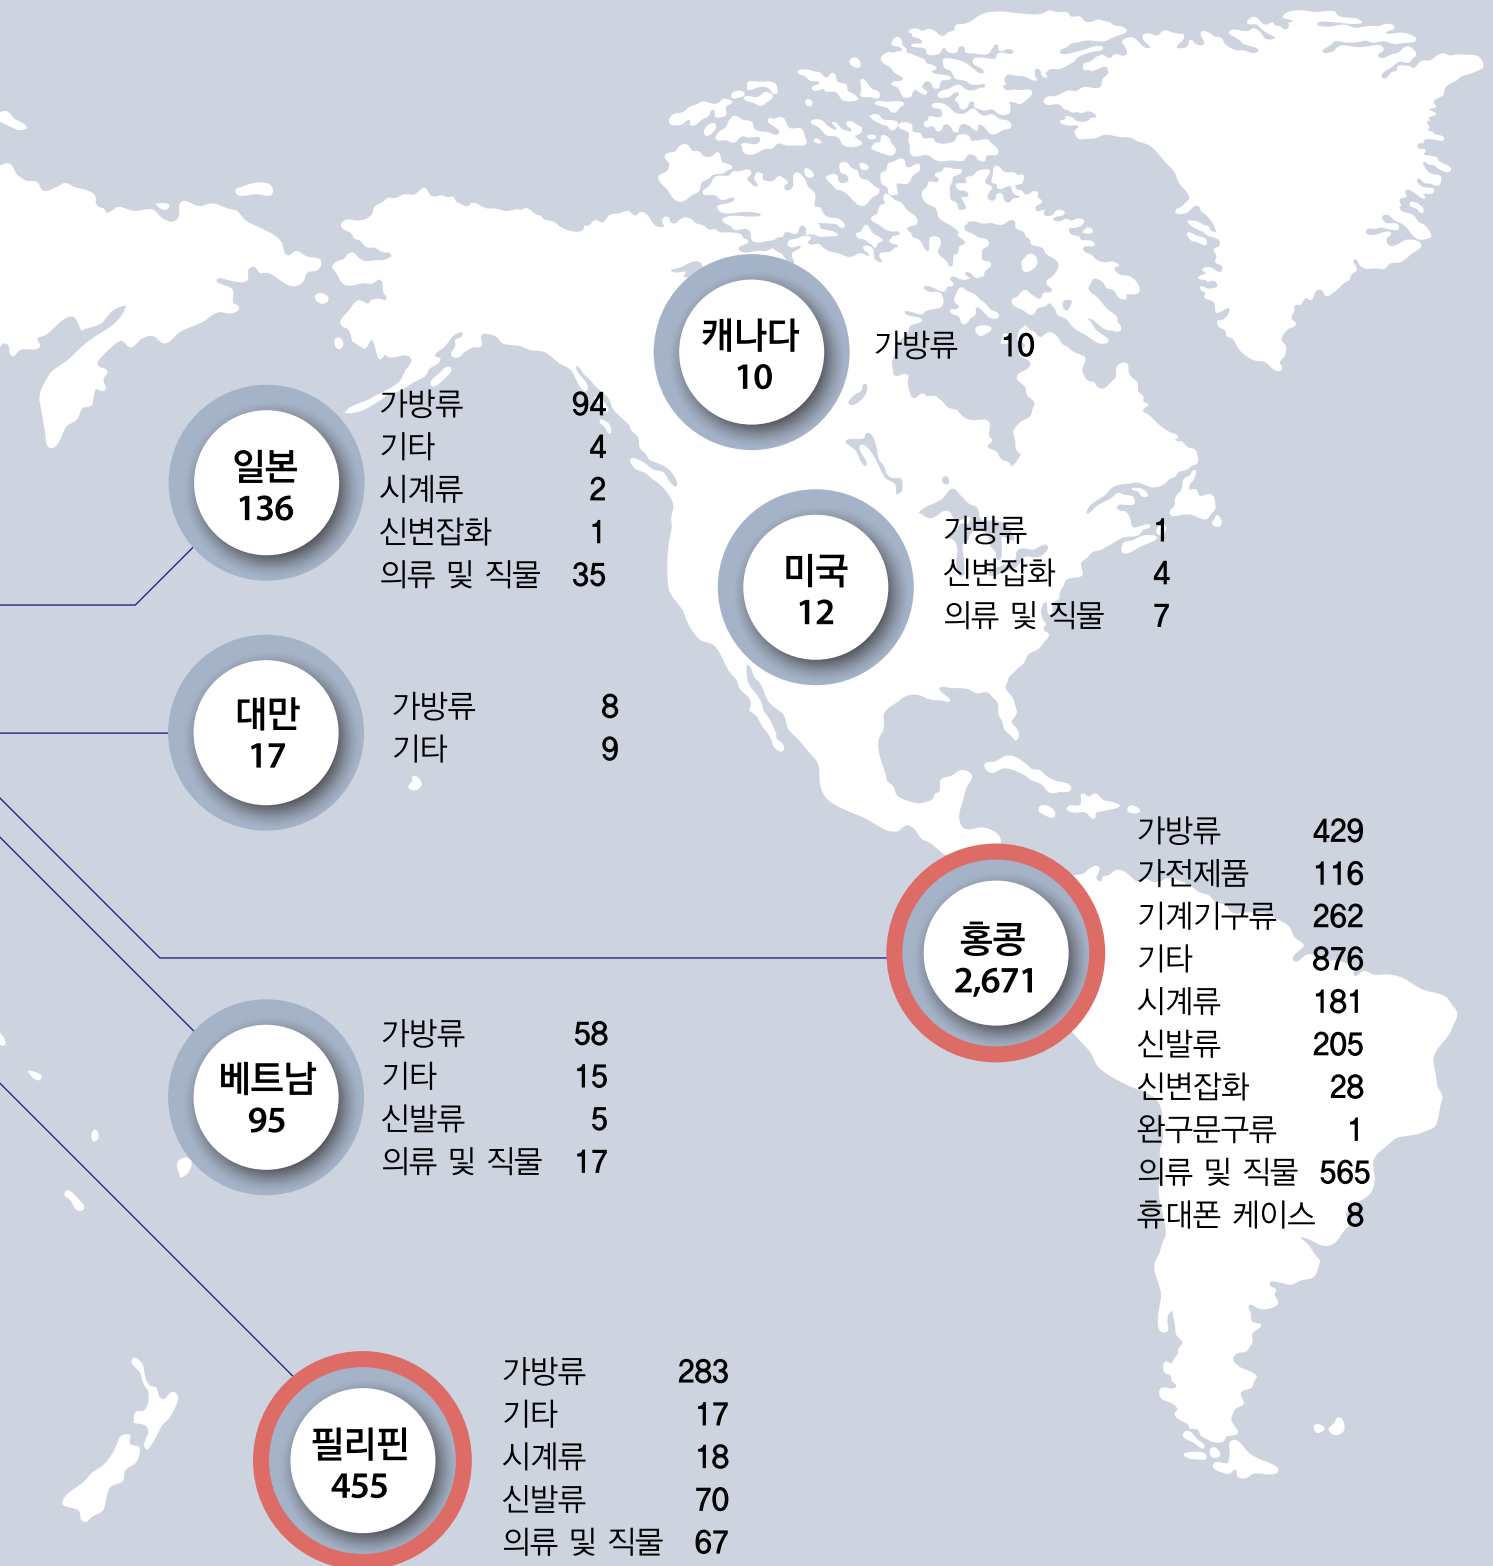 캐나다
10
가방류 10
일본
136
가방류 94
기타 4
시계류 2
신변잡화 1
의류 및 직물 35
미국
12
가방류 1
신변잡화 4
의류 및 직물 7
대만
17
가방류 8
기타 9
홍콩
2,671
가방류 429
가전제품 116
기계기구류 262
기타 876
시계류 181
신발류 205
신변잡화 28
완구문구류 1
의류 및 직물 565
휴대폰 케이스 8
베트남
95
가방류 58
기타 15
신발류 5
의류 및 직물 17
필리핀
455
가방류 283
기타 17
시계류 18
신발류 70
의류 및 직물 67